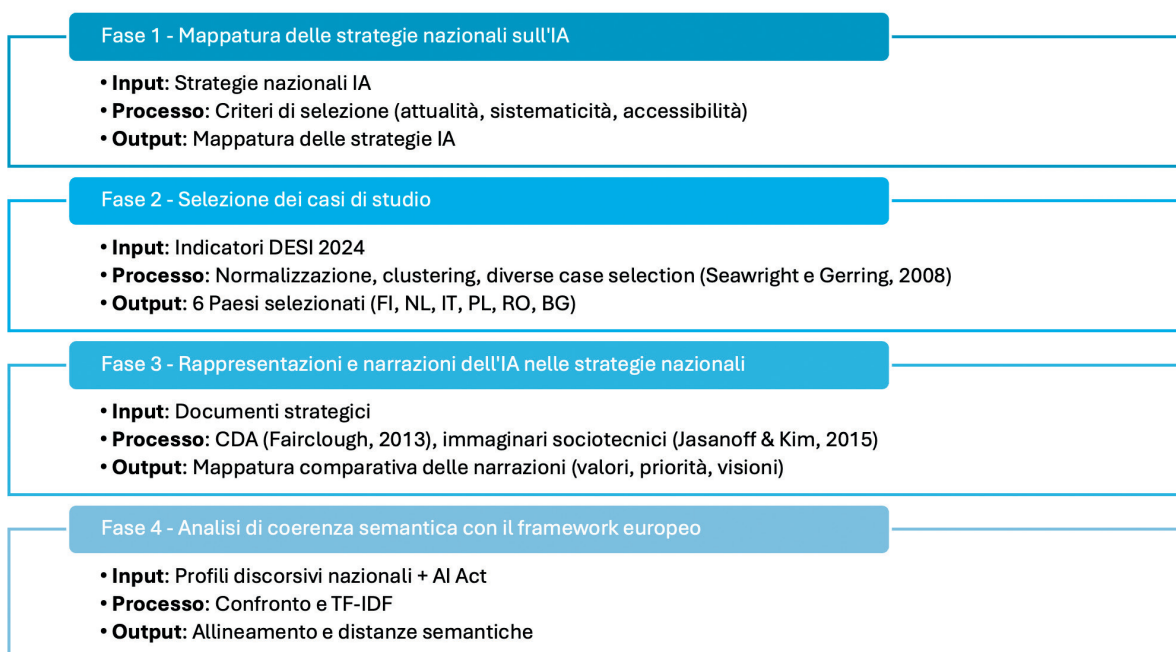 Fase 1 - Mappatura delle strategie nazionali sull'IA
• Input: Strategie nazionali IA
• Processo: Criteri di selezione (attualità, sistematicità, accessibilità)
• Output: Mappatura delle strategie IA
Fase 2 - Selezione dei casi di studio
• Input: Indicatori DESI 2024
• Processo: Normalizzazione, clustering, diverse case selection (Seawright e Gerring, 2008)
• Output: 6 Paesi selezionati (FI, NL, IT, PL, RO, BG)
Fase 3 - Rappresentazioni e narrazioni dell'IA nelle strategie nazionali
• Input: Documenti strategici
• Processo: CDA (Fairclough, 2013), immaginari sociotecnici (Jasanoff & Kim, 2015)
• Output: Mappatura comparativa delle narrazioni (valori, priorità, visioni)
Fase 4 - Analisi di coerenza semantica con il framework europeo
• Input: Profili discorsivi nazionali + AI Act
• Processo: Confronto e TF-IDF
• Output: Allineamento e distanze semantiche